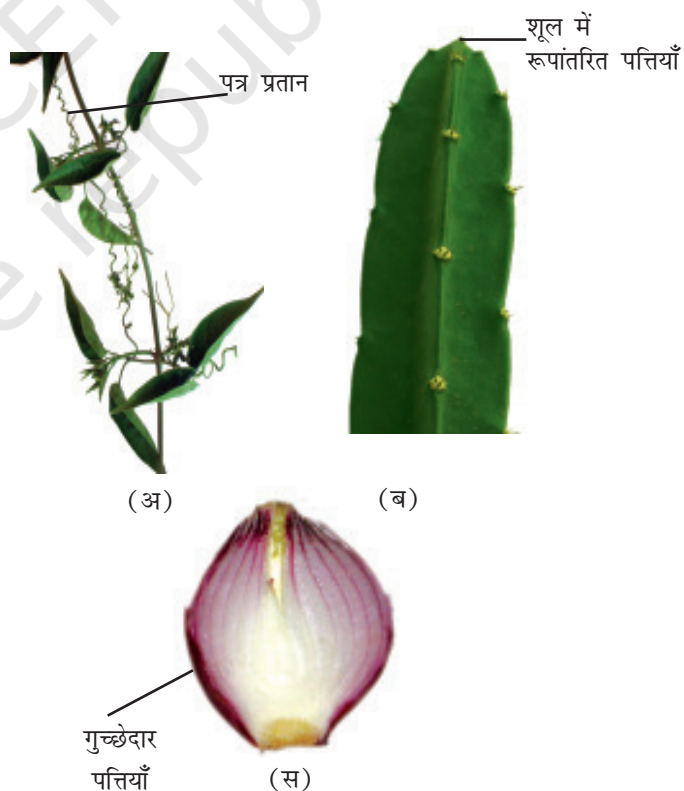 शूल में
रूपांतरित पत्तियाँ
पत्र प्रतान
(अ)
(ब)
गुच्छेदार
पत्तियाँ
(स)